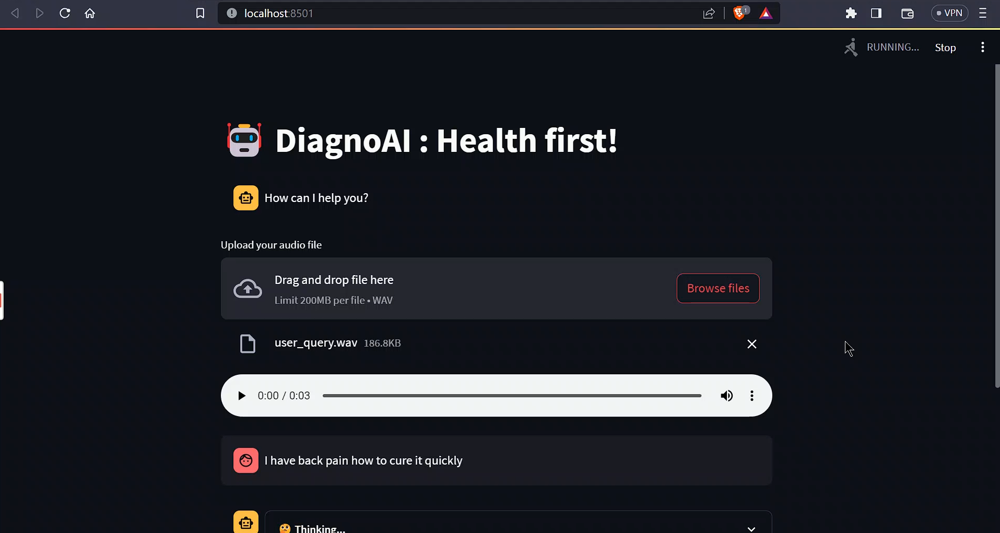 localhost:8501
1
VPN
RUNNING...
Stop
DiagnoAI : Health first!
How can I help you?
Upload your audio file
Drag and drop file here
Limit 200MB per file • WAV
Browse files
user_query.wav 186.8KB
0:00 / 0:03
I have back pain how to cure it quickly
Thinking...